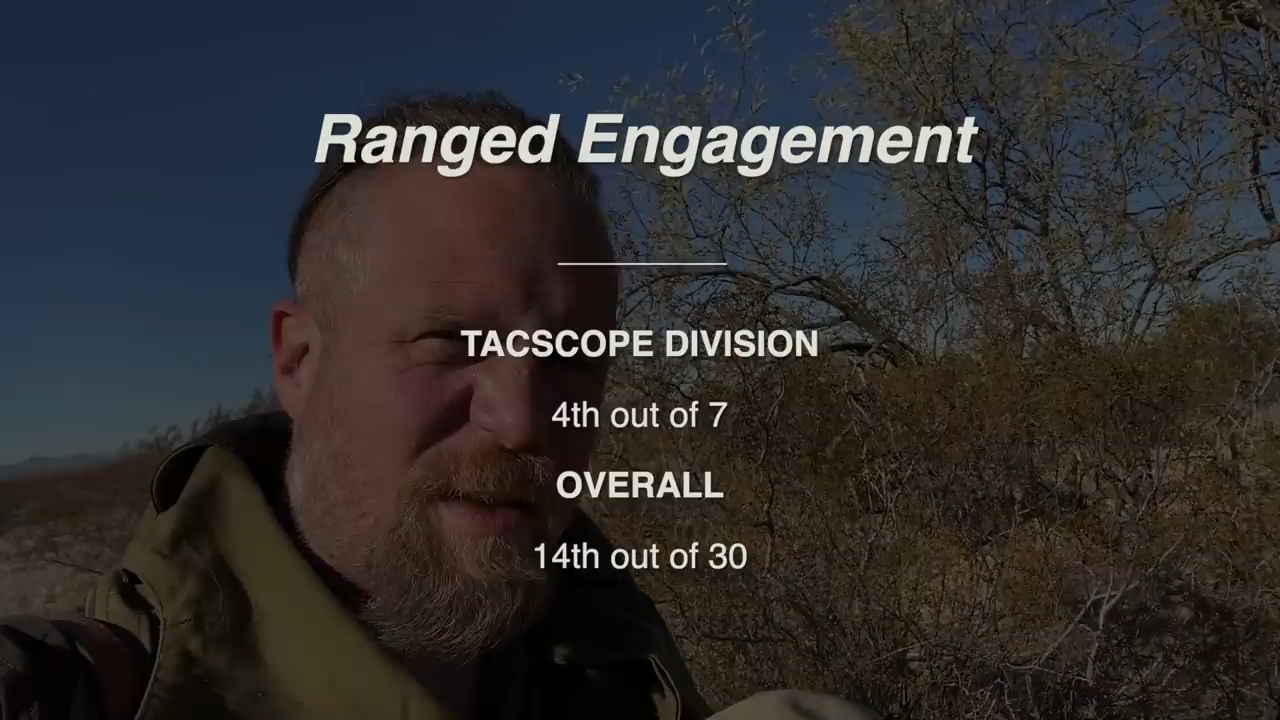 Ranged Engagement
TACSCOPE DIVISION
4th out of 7
OVERALL
14th out of 30